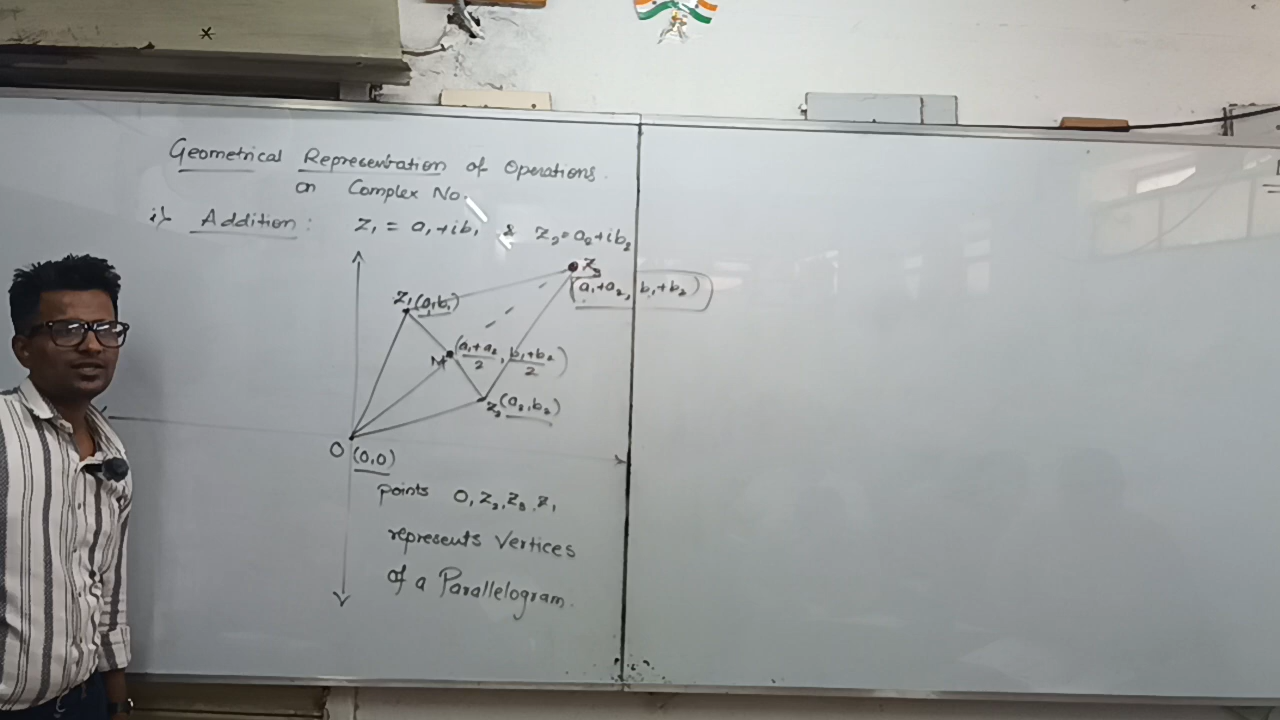 Geometrical Representation of Operations.
on Complex No.
i) Addition: Z₁ = a₁+ib₁ & Z₂=a₂+ib₂
Z₃
(a₁+a₂, b₁+b₂)
Z₁(a₁b₁)
M (a₁+a₂/2, b₁+b₂/2)
Z₂(a₂,b₂)
O (0,0)
points O, Z₂, Z₃, Z₁
represents Vertices
of a Parallelogram.